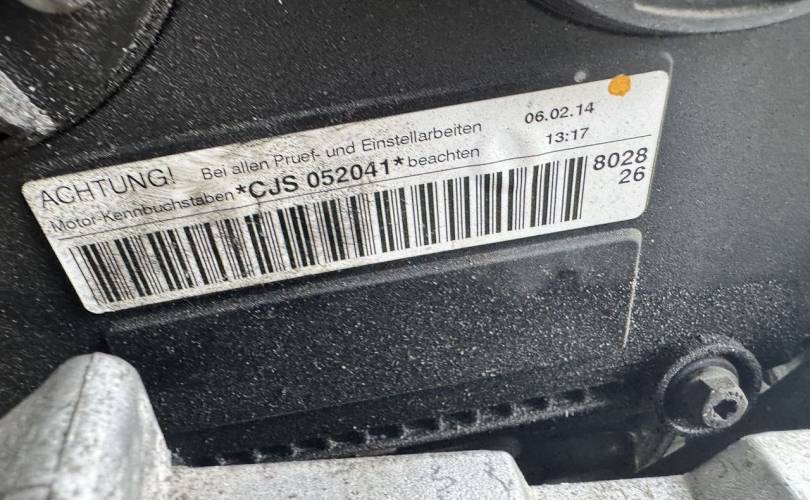 ACHTUNG! Bei allen Pruef- und Einstellarbeiten 06.02.14
Motor-Kennbuchstaben *CJS 052041* beachten 13:17
8028
26